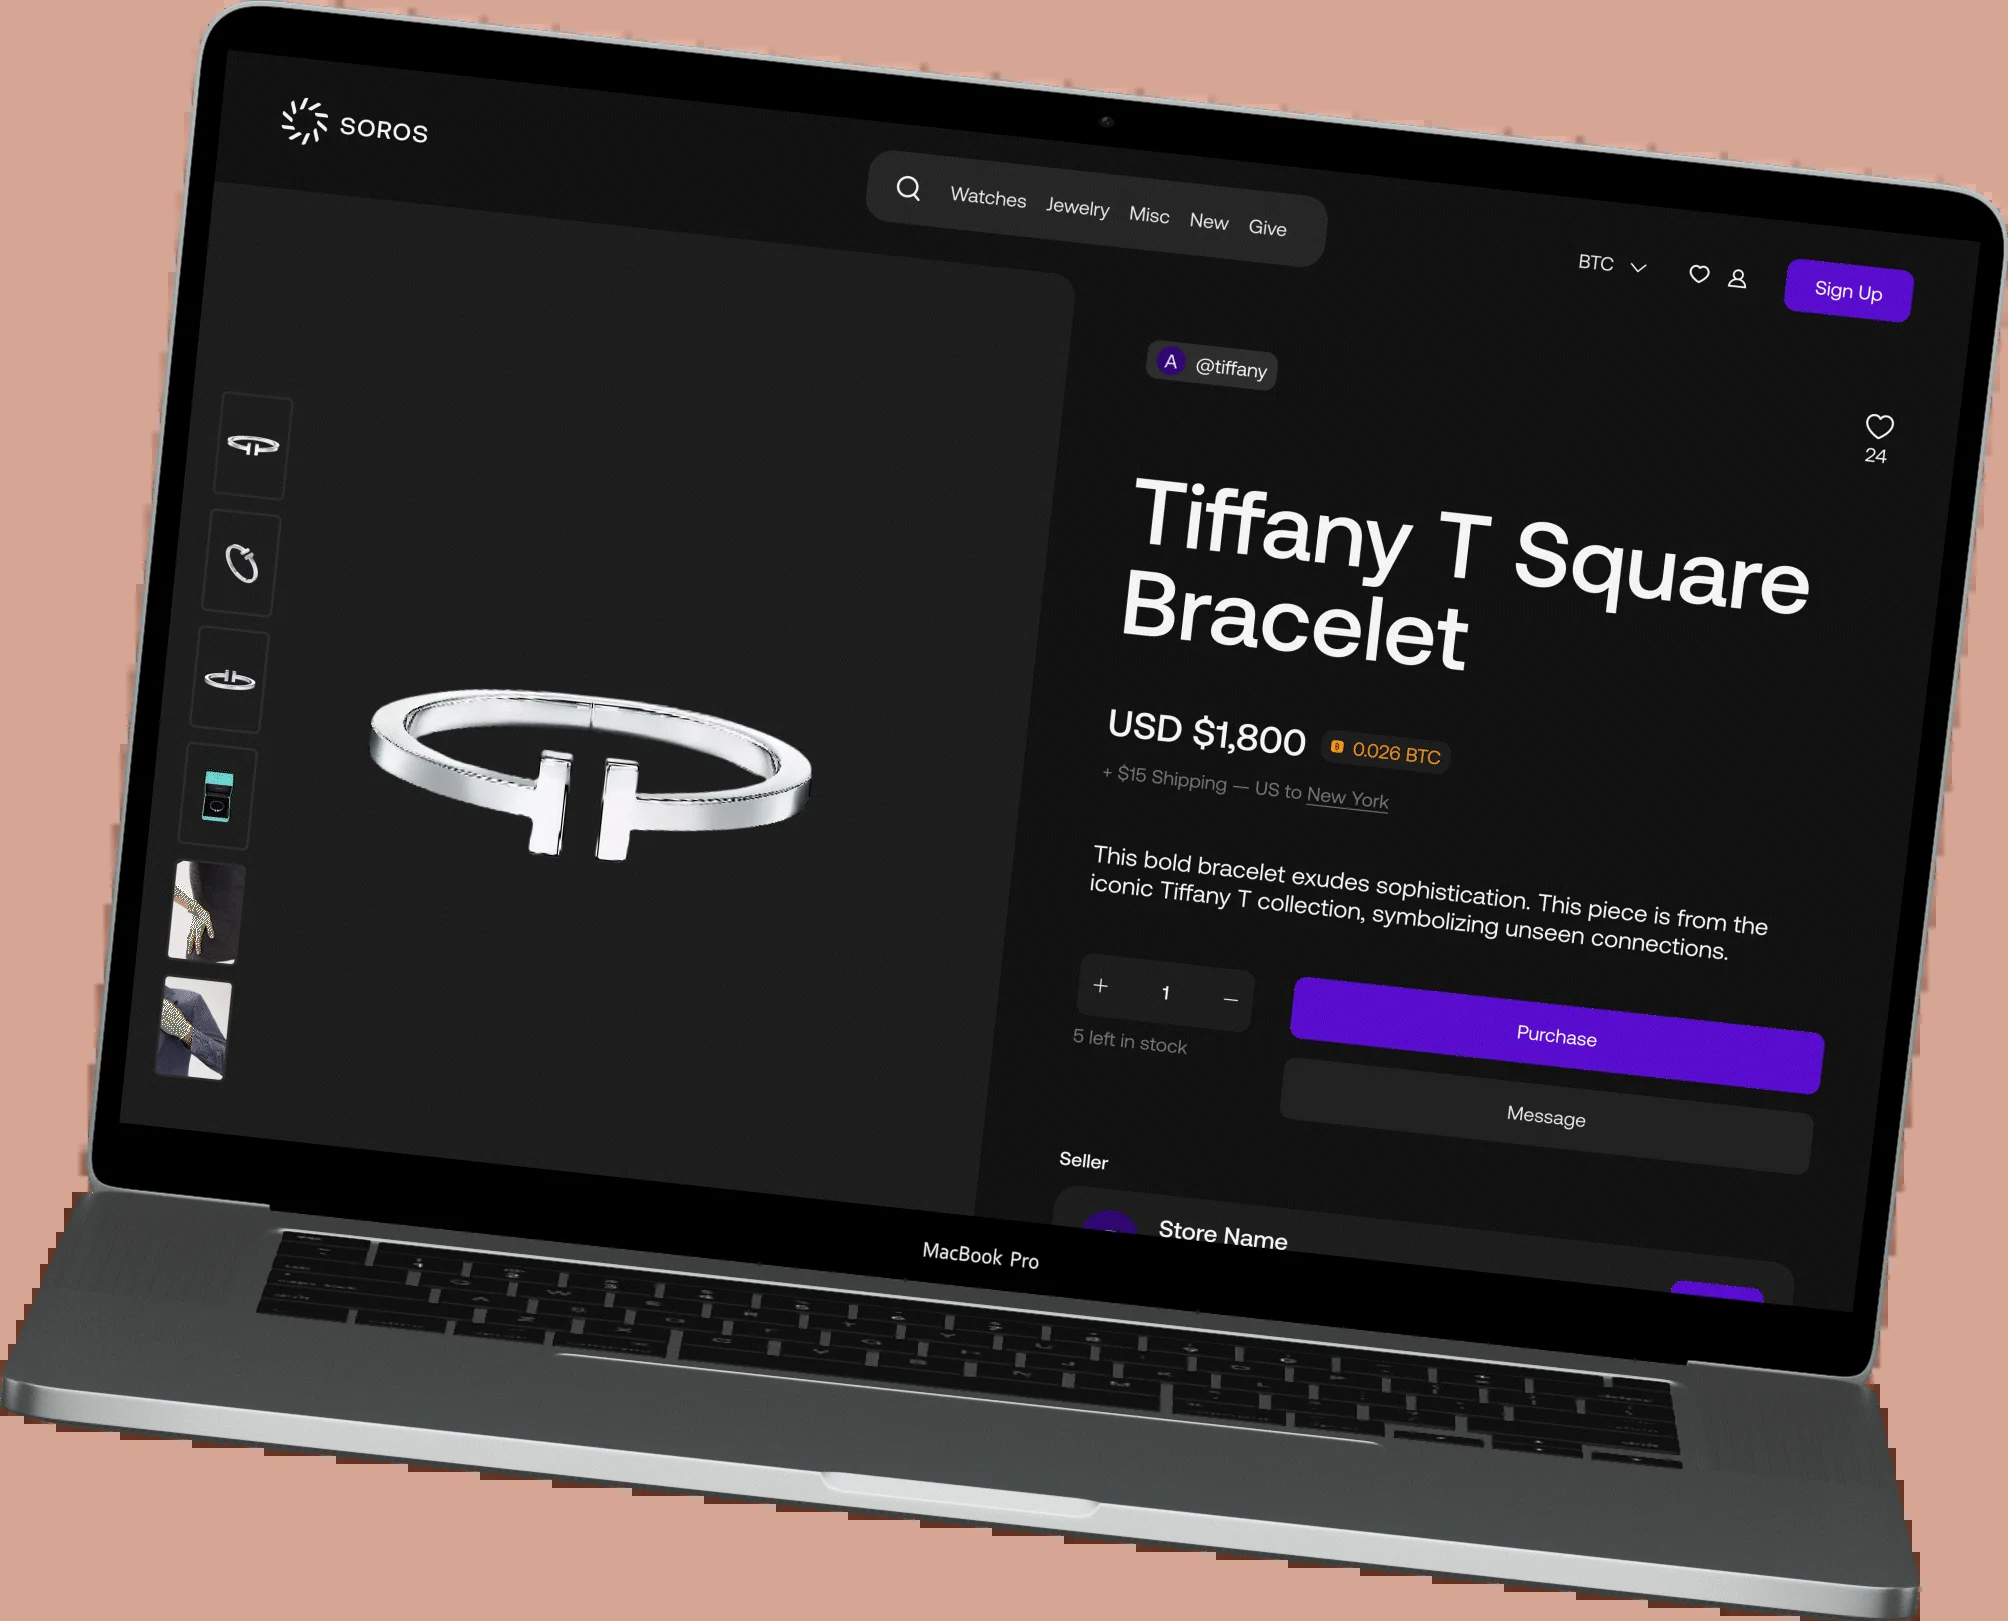 SOROS
Watches Jewelry Misc New Give
BTC
Sign Up
A @tiffany
24
Tiffany T Square
Bracelet
USD $1,800 0.026 BTC
+ $15 Shipping — US to New York
This bold bracelet exudes sophistication. This piece is from the
iconic Tiffany T collection, symbolizing unseen connections.
+ 1 −
5 left in stock
Purchase
Message
Seller
Store Name
MacBook Pro